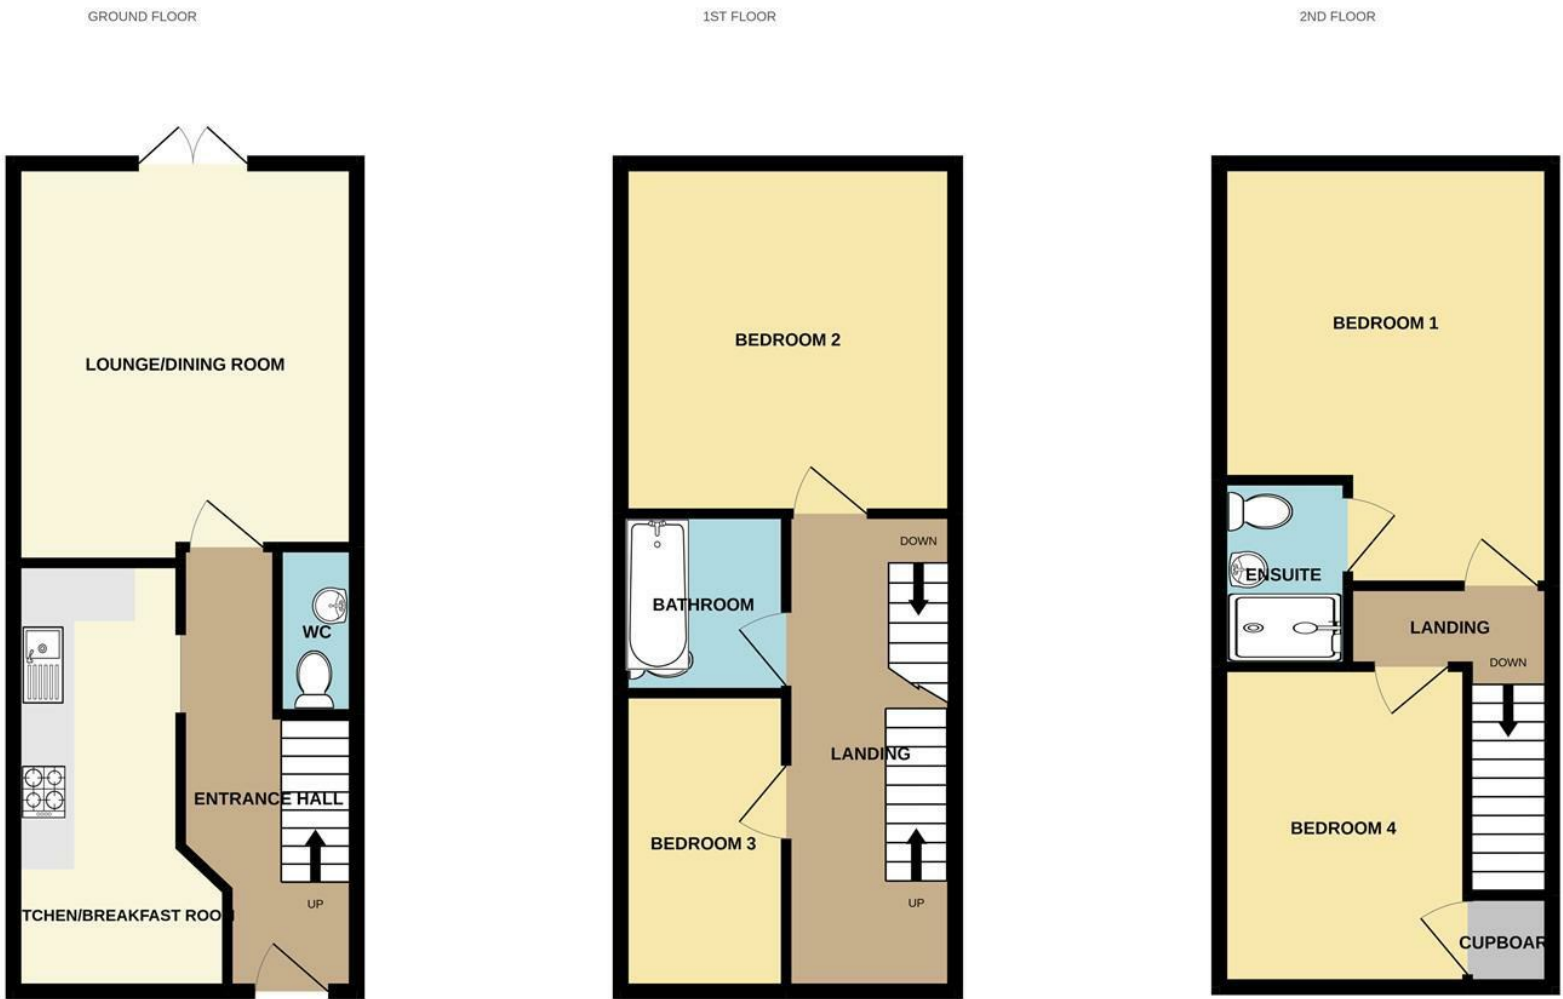 GROUND FLOOR
1ST FLOOR
2ND FLOOR
LOUNGE/DINING ROOM
WC
ENTRANCE HALL
TCHEN/BREAKFAST ROO
UP
BEDROOM 2
DOWN
BATHROOM
LANDING
BEDROOM 3
UP
BEDROOM 1
ENSUITE
LANDING
DOWN
BEDROOM 4
CUPBOAR